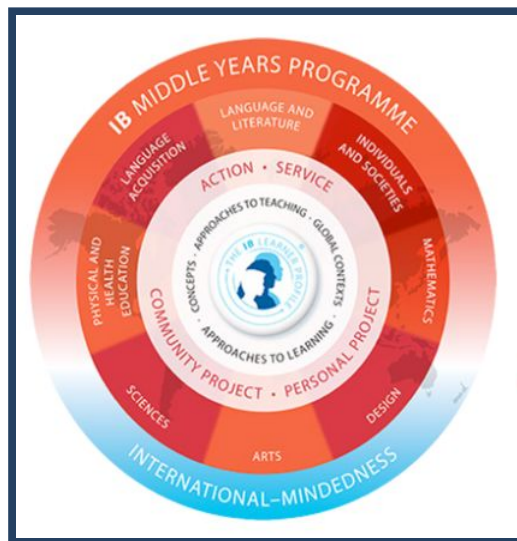 IB MIDDLE YEARS PROGRAMME
LANGUAGE AND
LITERATURE
LANGUAGE
ACQUISITION
INDIVIDUALS
AND SOCIETIES
PHYSICAL AND
HEALTH
EDUCATION
MATHEMATICS
SCIENCES
ARTS
DESIGN
ACTION • SERVICE
COMMUNITY PROJECT • PERSONAL PROJECT
APPROACHES TO TEACHING · GLOBAL CONTEXTS ·
APPROACHES TO LEARNING · CONCEPTS ·
THE IB LEARNER PROFILE
INTERNATIONAL–MINDEDNESS